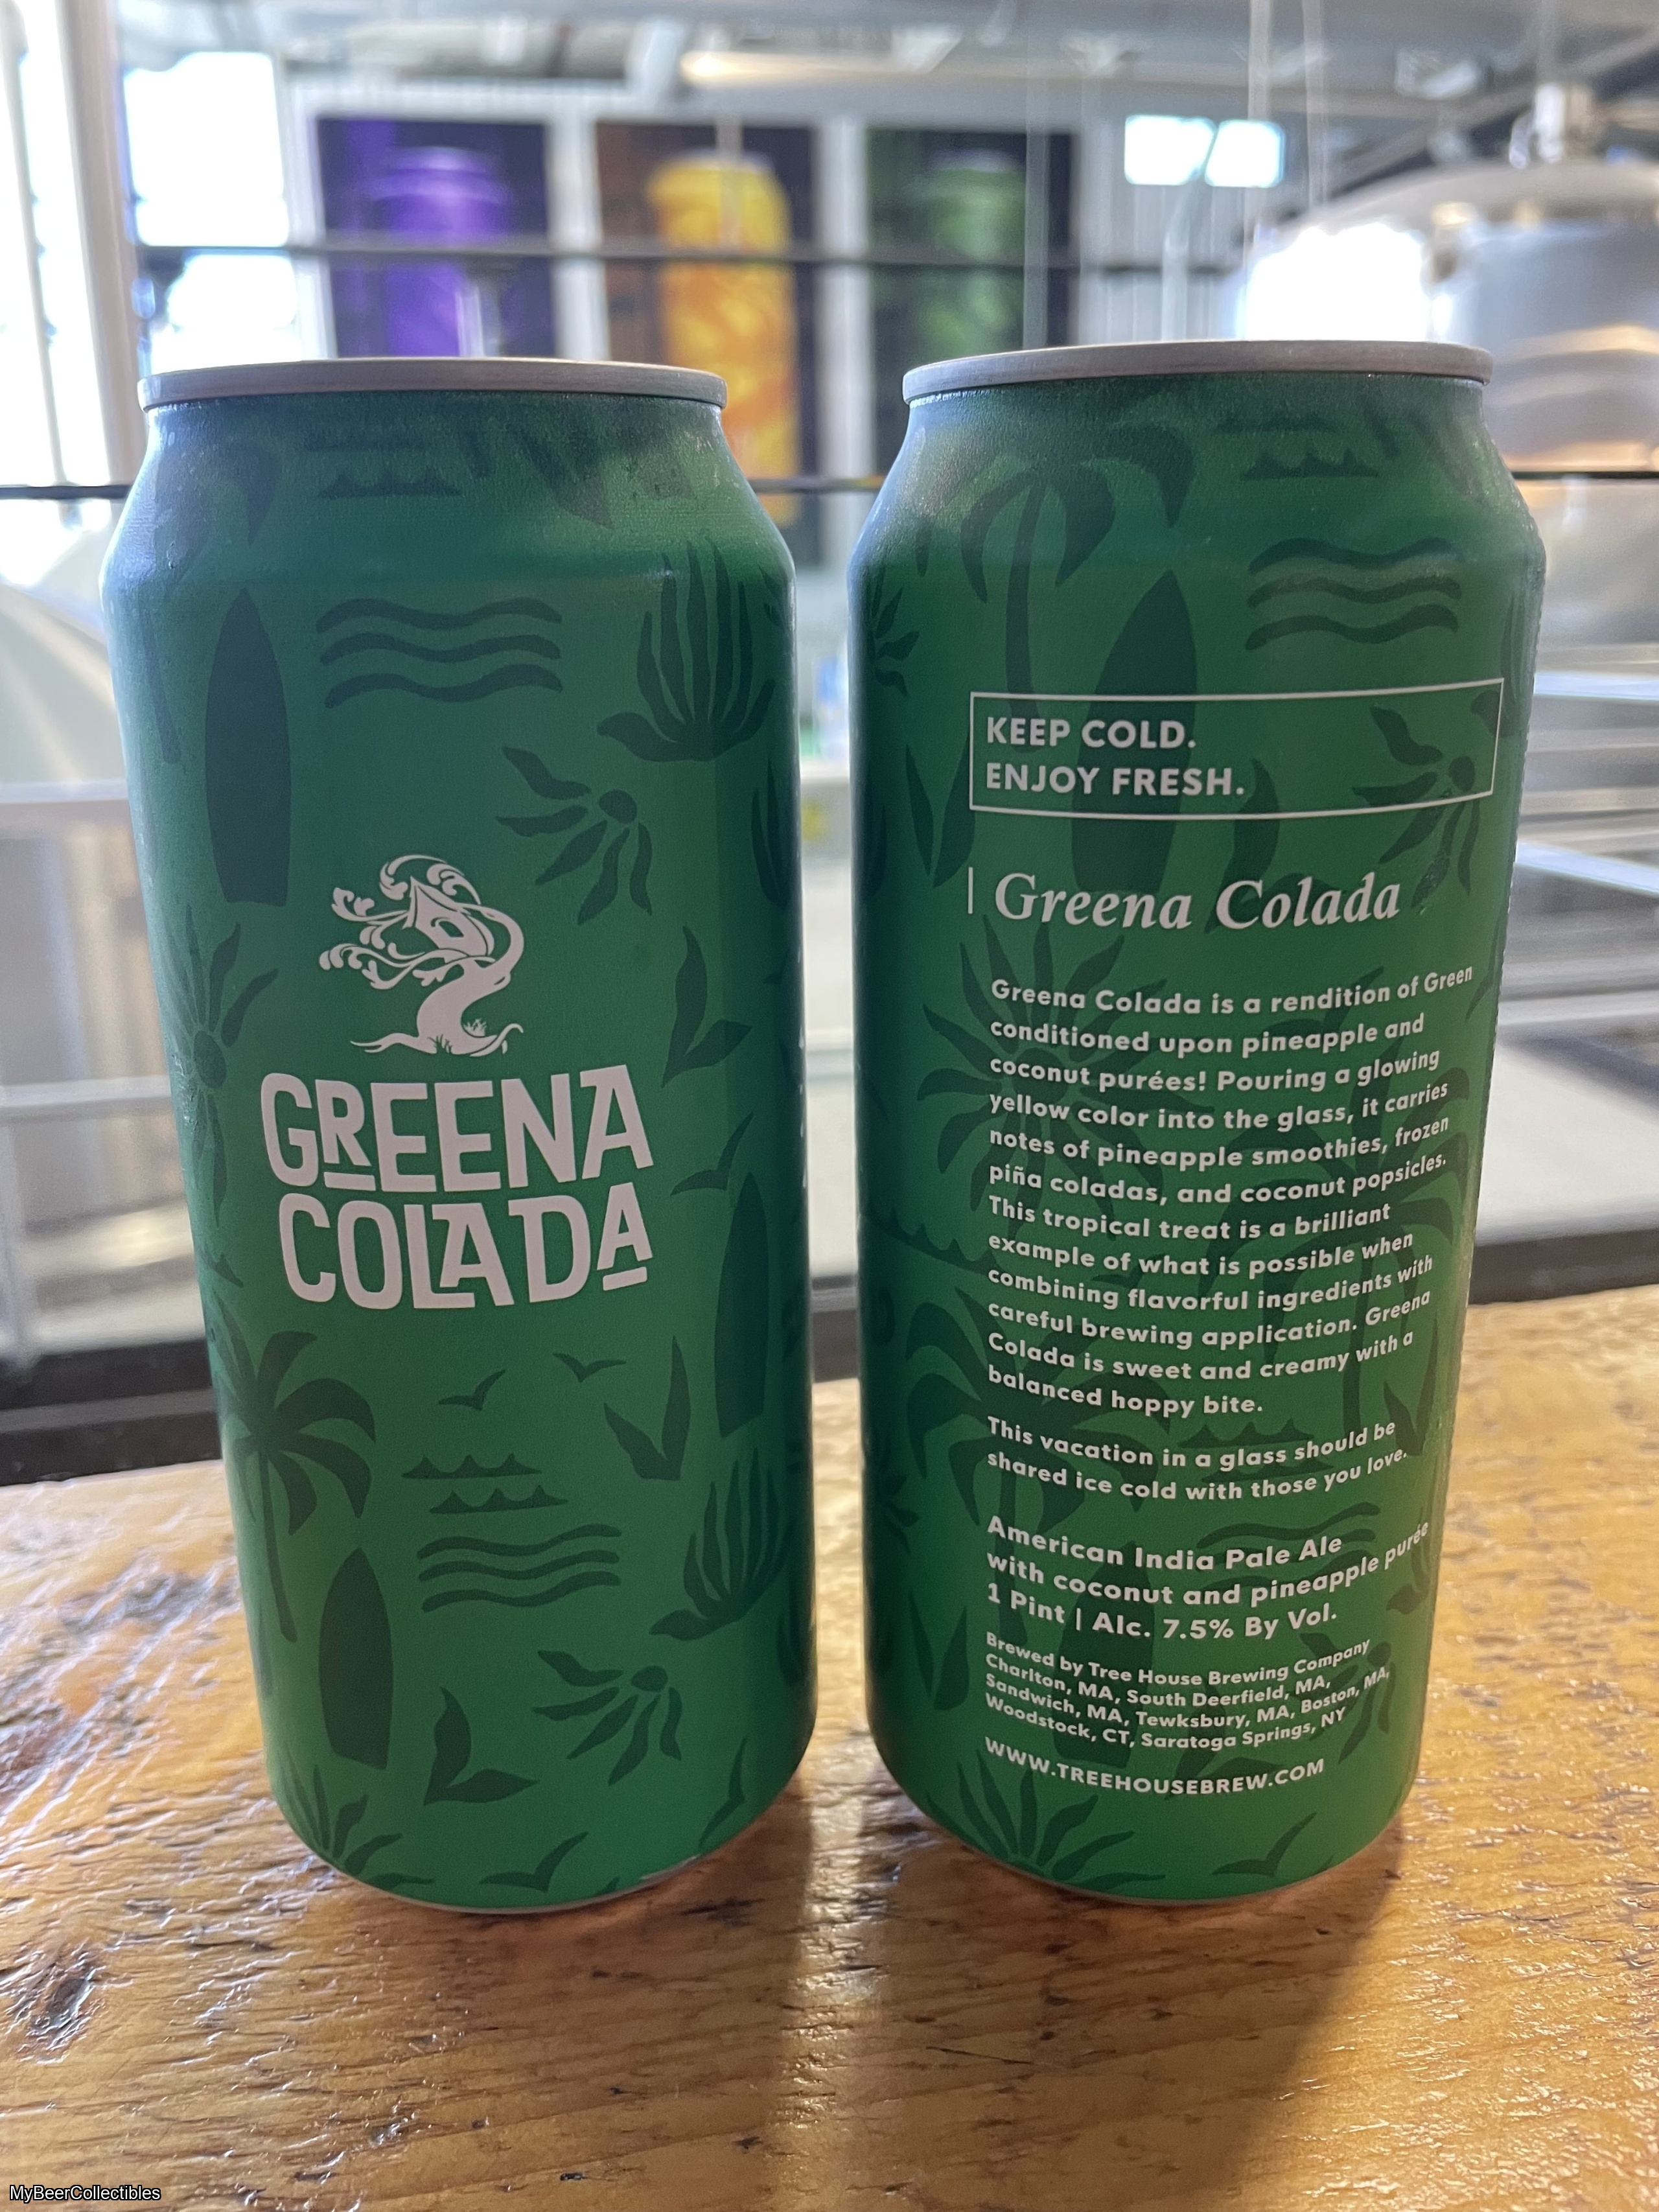 GREENA
COLADA
KEEP COLD.
ENJOY FRESH.
Greena Colada
Greena Colada is a rendition of Green
conditioned upon pineapple and
coconut purées! Pouring a glowing
yellow color into the glass, it carries
notes of pineapple smoothies, frozen
piña coladas, and coconut popsicles.
This tropical treat is a brilliant
example of what is possible when
combining flavorful ingredients with
careful brewing application. Greena
Colada is sweet and creamy with a
balanced hoppy bite.
This vacation in a glass should be
shared ice cold with those you love.
American India Pale Ale
with coconut and pineapple purée
1 Pint | Alc. 7.5% By Vol.
Brewed by Tree House Brewing Company
Charlton, MA, South Deerfield, MA,
Sandwich, MA, Tewksbury, MA, Boston, MA,
Woodstock, CT, Saratoga Springs, NY
WWW.TREEHOUSEBREW.COM
MyBeerCollectibles